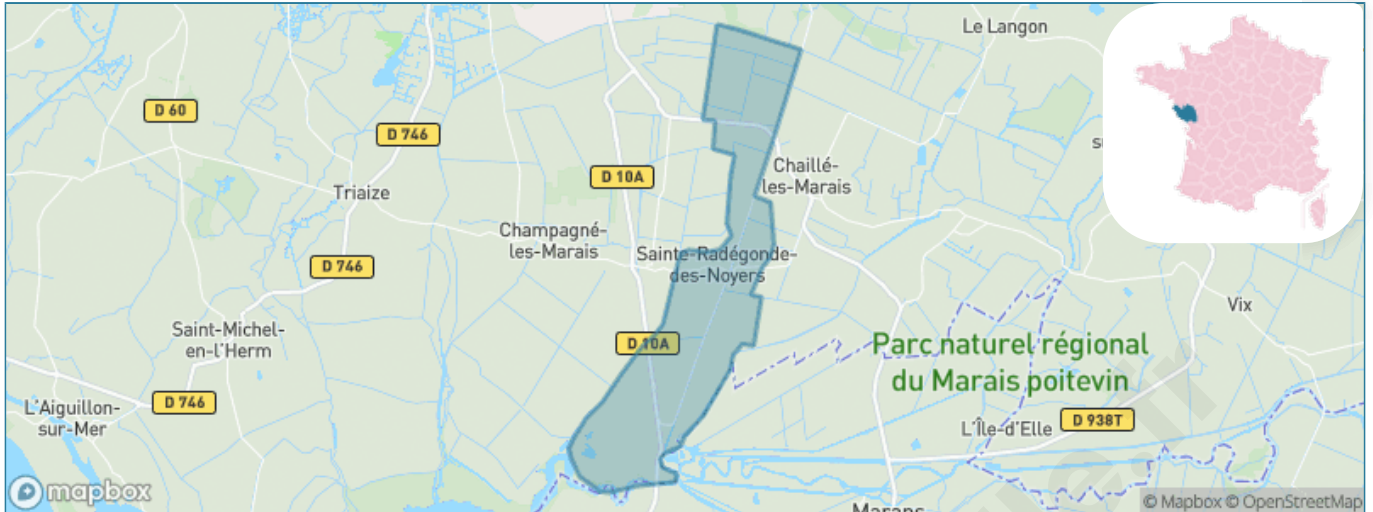 Le Langon
D 60
D 746
Chaillé-
les-Marais
D 10A
Triaize
Champagné-
les-Marais
Sainte-Radégonde-
des-Noyers
D 746
Vix
Saint-Michel-
en-l'Herm
D 10A
Parc naturel régional
du Marais poitevin
L'Aiguillon-
sur-Mer
D 746
L'Île-d'Elle
D 938T
mapbox
© Mapbox © OpenStreetMap